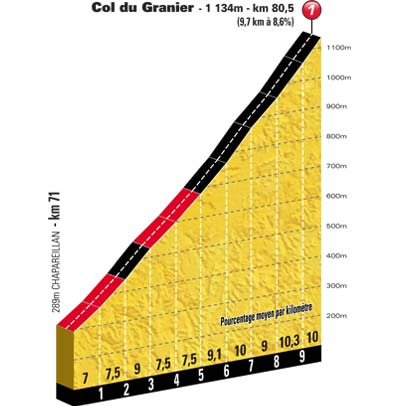 Col du Granier - 1 134m - km 80,5
(9,7 km à 8,6%)
1
1100m
1000m
900m
800m
700m
600m
500m
400m
300m
200m
289m CHAPAREILLAN - km 71
Pourcentage moyen par kilomètre
7 7,5 9 7,5 7,5 9,1 10 9 10,3 10
1 2 3 4 5 6 7 8 9